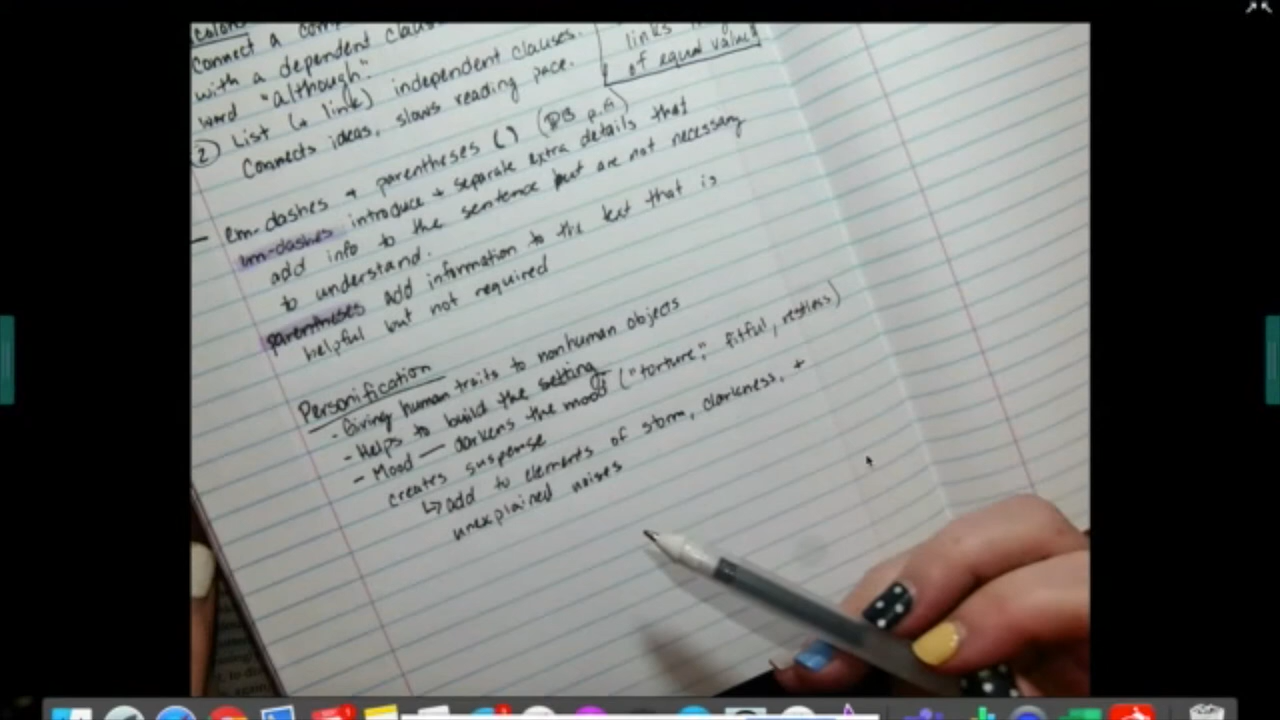 colons
connect a
with a dependent
word "although".
② List (+ link) independent clauses.
Connects ideas, slows reading pace.
links
of equal value
— em-dashes + parentheses ( ) (RB p.A)
em-dashes introduce + separate extra details that
add info to the sentence but are not necessary
to understand.
parentheses add information to the text that is
helpful but not required
Personification
- Giving human traits to nonhuman objects
- Helps to build the setting
- Mood — darkens the mood ("torture," fitful, restless)
creates suspense
↳ add to elements of storm, darkness, +
unexplained noises